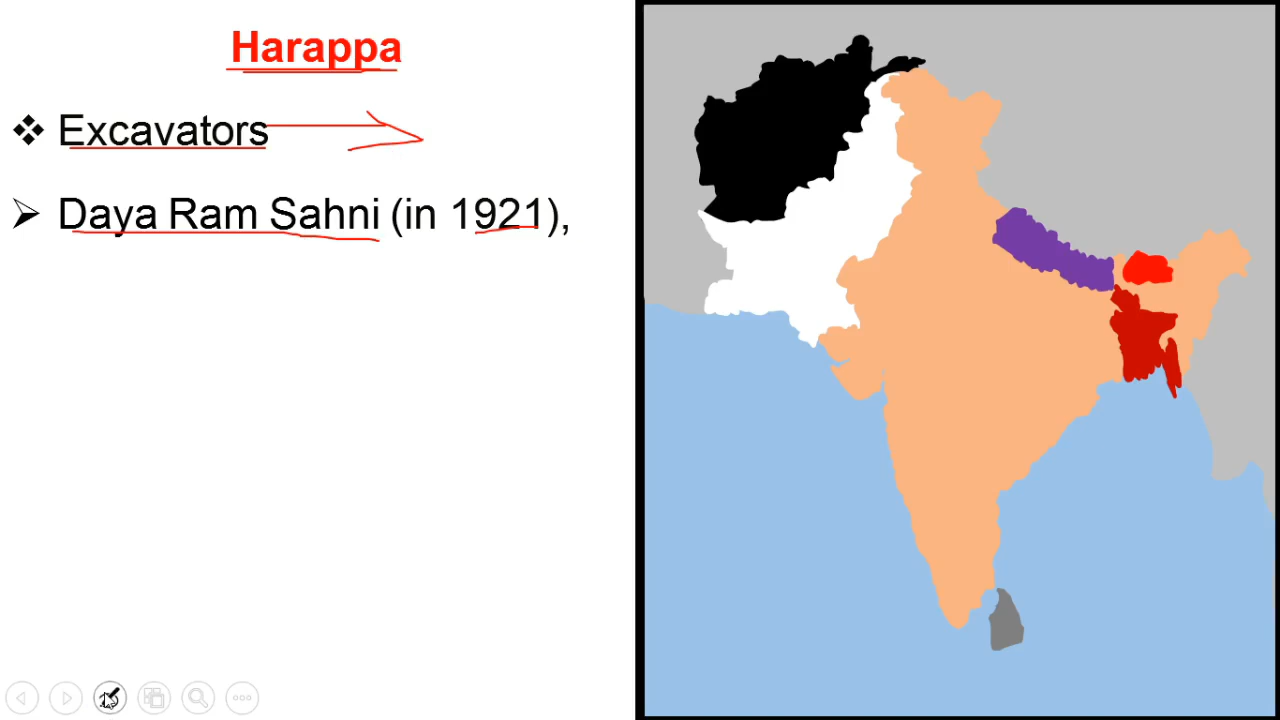 Harappa
❖ Excavators
➢ Daya Ram Sahni (in 1921),